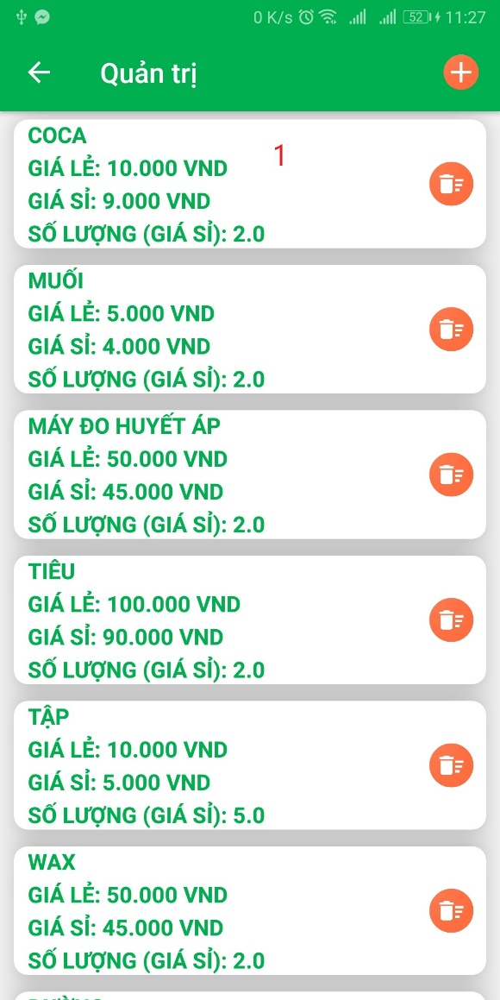 0 K/s 52 11:27
Quản trị
COCA
1
GIÁ LẺ: 10.000 VND
GIÁ SỈ: 9.000 VND
SỐ LƯỢNG (GIÁ SỈ): 2.0
MUỐI
GIÁ LẺ: 5.000 VND
GIÁ SỈ: 4.000 VND
SỐ LƯỢNG (GIÁ SỈ): 2.0
MÁY ĐO HUYẾT ÁP
GIÁ LẺ: 50.000 VND
GIÁ SỈ: 45.000 VND
SỐ LƯỢNG (GIÁ SỈ): 2.0
TIÊU
GIÁ LẺ: 100.000 VND
GIÁ SỈ: 90.000 VND
SỐ LƯỢNG (GIÁ SỈ): 2.0
TẬP
GIÁ LẺ: 10.000 VND
GIÁ SỈ: 5.000 VND
SỐ LƯỢNG (GIÁ SỈ): 5.0
WAX
GIÁ LẺ: 50.000 VND
GIÁ SỈ: 45.000 VND
SỐ LƯỢNG (GIÁ SỈ): 2.0